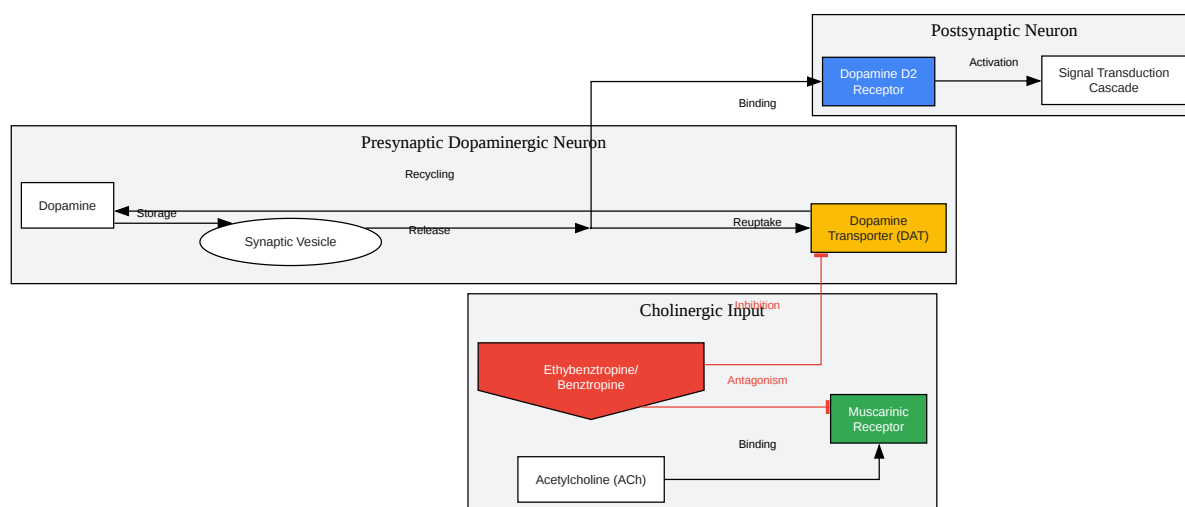 Postsynaptic Neuron
Dopamine D2
Receptor
Activation
Signal Transduction
Cascade
Binding
Presynaptic Dopaminergic Neuron
Recycling
Dopamine
Storage
Synaptic Vesicle
Release
Reuptake
Dopamine
Transporter (DAT)
Inhibition
Cholinergic Input
Ethybenztropine/
Benztropine
Antagonism
Muscarinic
Receptor
Binding
Acetylcholine (ACh)